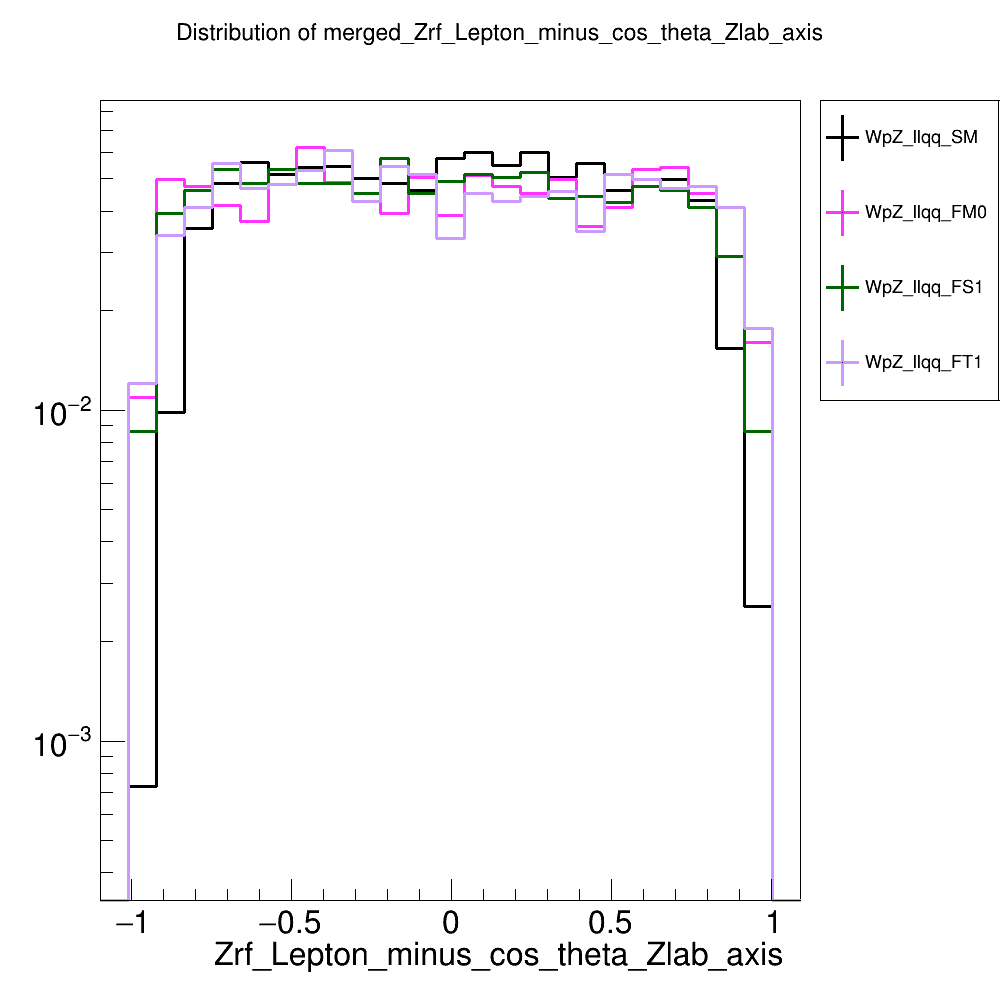 Distribution of merged_Zrf_Lepton_minus_cos_theta_Zlab_axis
WpZ_llqq_SM
WpZ_llqq_FM0
WpZ_llqq_FS1
WpZ_llqq_FT1
10−2
10−3
−1 −0.5 0 0.5 1
Zrf_Lepton_minus_cos_theta_Zlab_axis